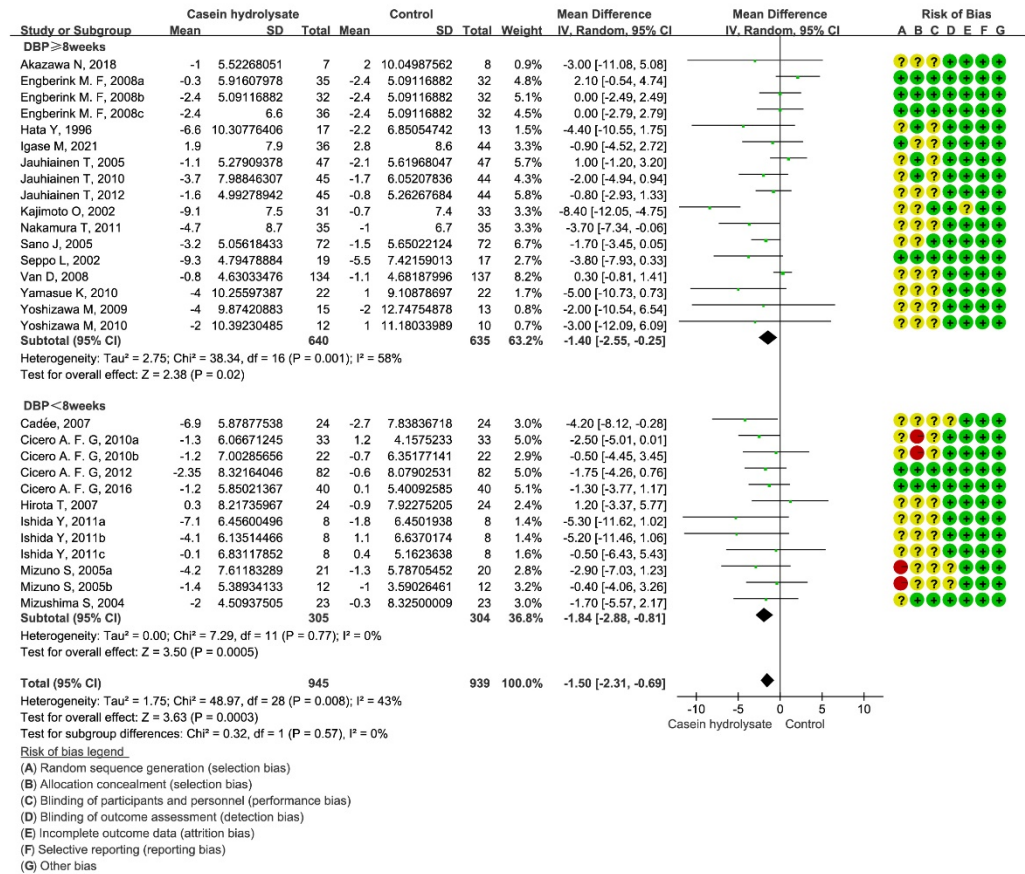 Casein hydrolysate Control Mean Difference Mean Difference Risk of Bias
Study or Subgroup Mean SD Total Mean SD Total Weight IV, Random, 95% CI IV, Random, 95% CI A B C D E F G
DBP≥8weeks
Akazawa N, 2018 -1 5.52268051 7 2 10.04987562 8 0.9% -3.00 [-11.08, 5.08] ? ? ? + + + +
Engberink M. F, 2008a -0.3 5.91607978 35 -2.4 5.09116882 32 4.8% 2.10 [-0.54, 4.74] + + + + + + +
Engberink M. F, 2008b -2.4 5.09116882 32 -2.4 5.09116882 32 5.1% 0.00 [-2.49, 2.49] + + + + + + +
Engberink M. F, 2008c -2.4 6.6 36 -2.4 5.09116882 32 4.5% 0.00 [-2.79, 2.79] + + + + + + +
Hata Y, 1996 -6.6 10.30776406 17 -2.2 6.85054742 13 1.5% -4.40 [-10.55, 1.75] ? + ? + + + +
Igase M, 2021 1.9 7.9 36 2.8 8.6 44 3.3% -0.90 [-4.52, 2.72] + ? ? + + + +
Jauhiainen T, 2005 -1.1 5.27909378 47 -2.1 5.61968047 47 5.7% 1.00 [-1.20, 3.20] ? + ? + + + +
Jauhiainen T, 2010 -3.7 7.98846307 45 -1.7 6.05207836 44 4.2% -2.00 [-4.94, 0.94] ? + ? + + + +
Jauhiainen T, 2012 -1.6 4.99278942 45 -0.8 5.26267684 44 5.9% -0.80 [-2.93, 1.33] ? ? ? + + + +
Kajimoto O, 2002 -9.1 7.5 31 -0.7 7.4 33 3.2% -8.40 [-12.05, -4.75] ? ? + + ? + +
Nakamura T, 2011 -4.7 8.7 35 -1 6.7 35 3.2% -3.70 [-7.34, -0.06] ? ? + + + + +
Sano J, 2005 -3.2 5.05618433 72 -1.5 5.65022124 72 6.9% -1.70 [-3.45, 0.05] ? ? ? + + + +
Seppo L, 2002 -9.3 4.79478884 19 -5.5 7.42159013 17 2.7% -3.80 [-7.93, 0.33] + + + + + + +
Van D, 2008 -0.8 4.63033476 134 -1.1 4.68187996 137 8.2% 0.30 [-0.81, 1.41] ? ? ? + + + +
Yamasue K, 2010 -4 10.25597387 22 1 9.10878697 22 1.7% -5.00 [-10.73, 0.73] ? ? ? + + + +
Yoshizawa M, 2009 -4 9.87420883 15 -2 12.74754878 13 0.8% -2.00 [-10.54, 6.54] ? ? ? + + + +
Yoshizawa M, 2010 -2 10.39230485 12 1 11.18033989 10 0.7% -3.00 [-12.09, 6.09] ? ? ? + + + +
Subtotal (95% CI) 640 635 63.2% -1.40 [-2.55, -0.25]
Heterogeneity: Tau² = 2.75; Chi² = 38.34, df = 16 (P = 0.001); I² = 58%
Test for overall effect: Z = 2.38 (P = 0.02)
DBP<8weeks
Cadée, 2007 -6.9 5.87877538 24 -2.7 7.83836718 24 3.0% -4.20 [-8.12, -0.28] ? ? ? ? + + +
Cicero A. F. G, 2010a -1.3 6.06671245 33 1.2 4.1575233 33 5.1% -2.50 [-5.01, 0.01] ? - ? + + + +
Cicero A. F. G, 2010b -1.2 7.00285656 22 -0.7 6.35177141 22 2.9% -0.50 [-4.45, 3.45] ? - ? + + + +
Cicero A. F. G, 2012 -2.35 8.32164046 82 -0.6 8.07902531 82 5.1% -1.75 [-4.26, 0.76] + + + + + + +
Cicero A. F. G, 2016 -1.2 5.85021367 40 0.1 5.40092585 40 5.1% -1.30 [-3.77, 1.17] + + + + + + +
Hirota T, 2007 0.3 8.21735967 24 -0.9 7.92275205 24 2.4% 1.20 [-3.37, 5.77] ? ? ? + + + +
Ishida Y, 2011a -7.1 6.45600496 8 -1.8 6.4501938 8 1.4% -5.30 [-11.62, 1.02] ? ? ? + + + +
Ishida Y, 2011b -4.1 6.13514466 8 1.1 6.6370174 8 1.5% -5.20 [-11.46, 1.06] ? ? ? + + + +
Ishida Y, 2011c -0.1 6.83117852 8 0.4 5.1623638 8 1.6% -0.50 [-6.43, 5.43] ? ? ? + + + +
Mizuno S, 2005a -4.2 7.61183289 21 -1.3 5.78705452 20 2.8% -2.90 [-7.03, 1.23] - ? ? ? + + +
Mizuno S, 2005b -1.4 5.38934133 12 -1 3.59026461 12 3.2% -0.40 [-4.06, 3.26] - ? ? + + + +
Mizushima S, 2004 -2 4.50937505 23 -0.3 8.32500009 23 3.0% -1.70 [-5.57, 2.17] ? + + + + + +
Subtotal (95% CI) 305 304 36.8% -1.84 [-2.88, -0.81]
Heterogeneity: Tau² = 0.00; Chi² = 7.29, df = 11 (P = 0.77); I² = 0%
Test for overall effect: Z = 3.50 (P = 0.0005)
Total (95% CI) 945 939 100.0% -1.50 [-2.31, -0.69]
Heterogeneity: Tau² = 1.75; Chi² = 48.97, df = 28 (P = 0.008); I² = 43%
Test for overall effect: Z = 3.63 (P = 0.0003)
Test for subgroup differences: Chi² = 0.32, df = 1 (P = 0.57), I² = 0%
-10 -5 0 5 10
Casein hydrolysate Control
Risk of bias legend
(A) Random sequence generation (selection bias)
(B) Allocation concealment (selection bias)
(C) Blinding of participants and personnel (performance bias)
(D) Blinding of outcome assessment (detection bias)
(E) Incomplete outcome data (attrition bias)
(F) Selective reporting (reporting bias)
(G) Other bias